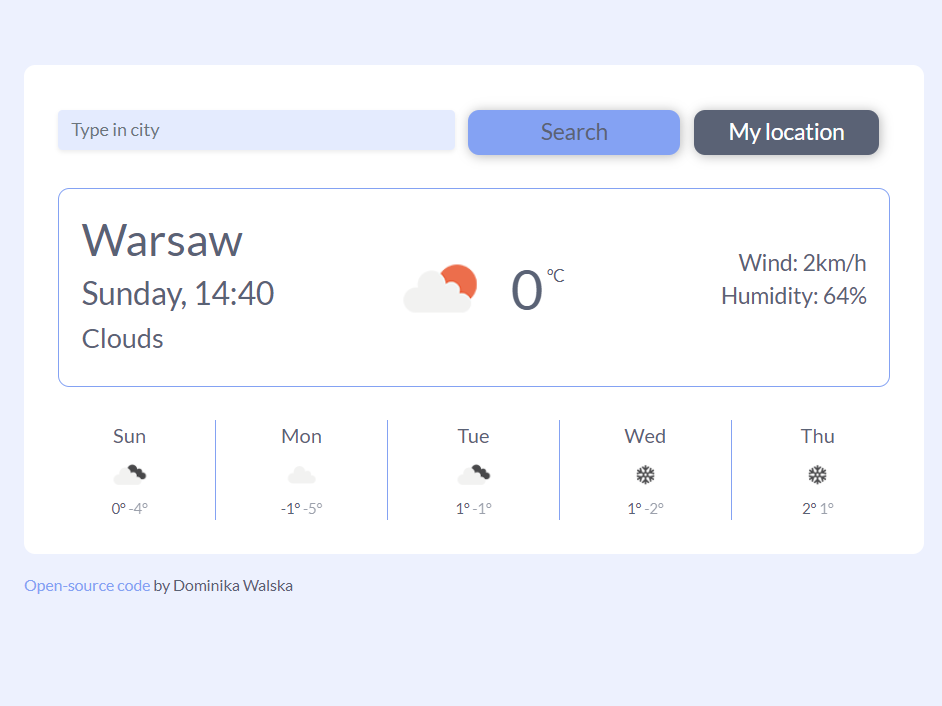 Type in city
Search
My location
Warsaw
Sunday, 14:40
Clouds
0 °C
Wind: 2km/h
Humidity: 64%
Sun
Mon
Tue
Wed
Thu
0° -4°
-1° -5°
1° -1°
1° -2°
2° 1°
Open-source code by Dominika Walska